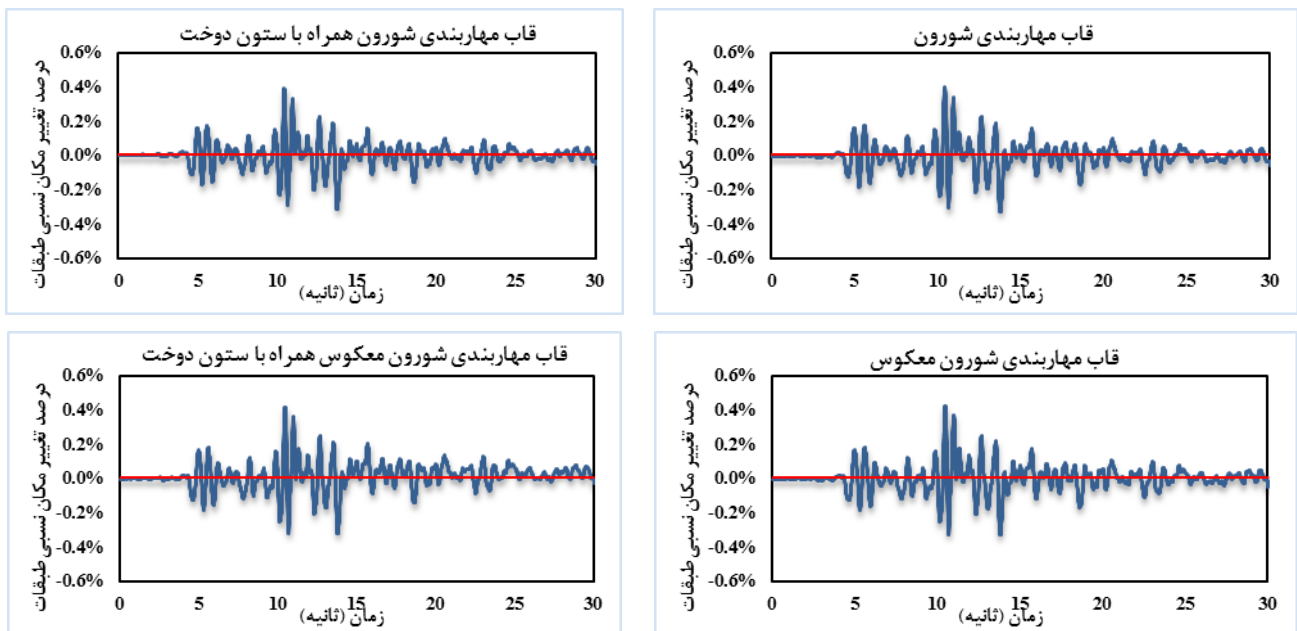 قاب مهاربندی شورون
0.6%
0.4%
0.2%
0.0%
-0.2%
-0.4%
-0.6%
درصد تغییر مکان نسبی طبقات
0 5 10 15 20 25 30
زمان (ثانیه)
قاب مهاربندی شورون همراه با ستون دوخت
0.6%
0.4%
0.2%
0.0%
-0.2%
-0.4%
-0.6%
درصد تغییر مکان نسبی طبقات
0 5 10 15 20 25 30
زمان (ثانیه)
قاب مهاربندی شورون معکوس
0.6%
0.4%
0.2%
0.0%
-0.2%
-0.4%
-0.6%
درصد تغییر مکان نسبی طبقات
0 5 10 15 20 25 30
زمان (ثانیه)
قاب مهاربندی شورون معکوس همراه با ستون دوخت
0.6%
0.4%
0.2%
0.0%
-0.2%
-0.4%
-0.6%
درصد تغییر مکان نسبی طبقات
0 5 10 15 20 25 30
زمان (ثانیه)